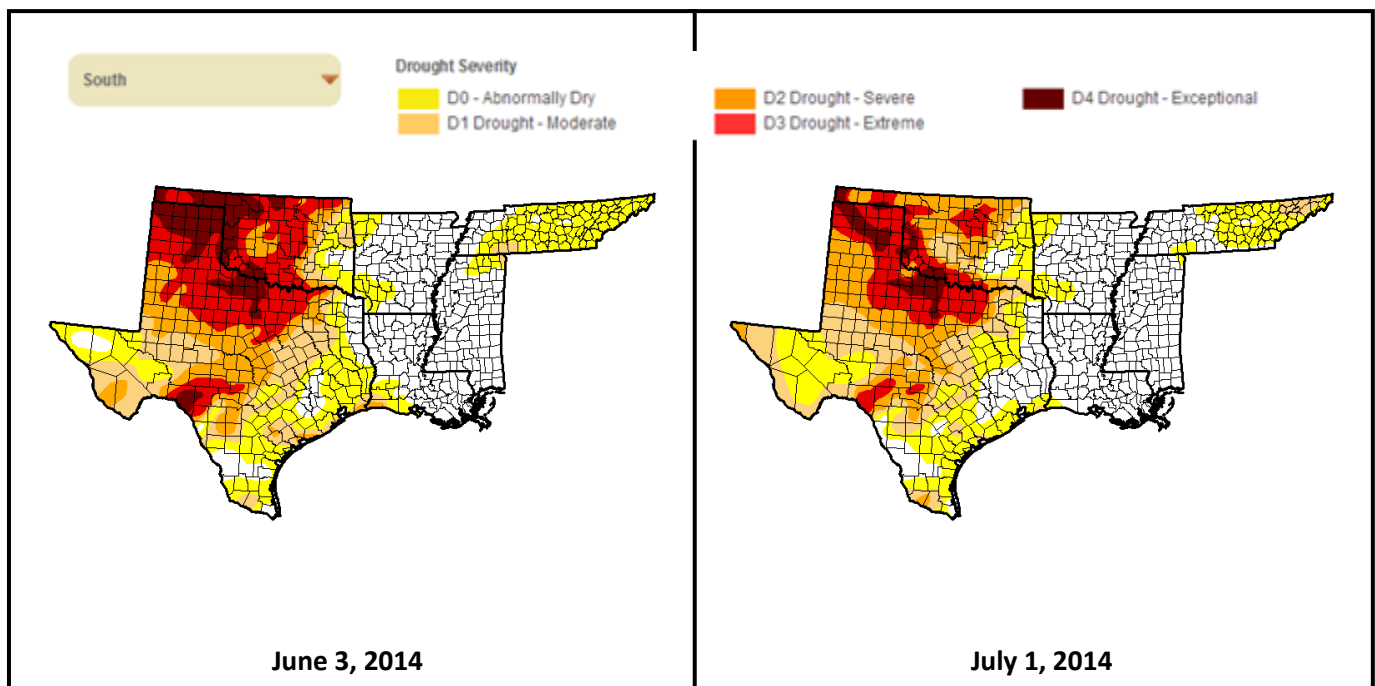 South
Drought Severity
D0 - Abnormally Dry
D1 Drought - Moderate
D2 Drought - Severe
D3 Drought - Extreme
D4 Drought - Exceptional
June 3, 2014
July 1, 2014